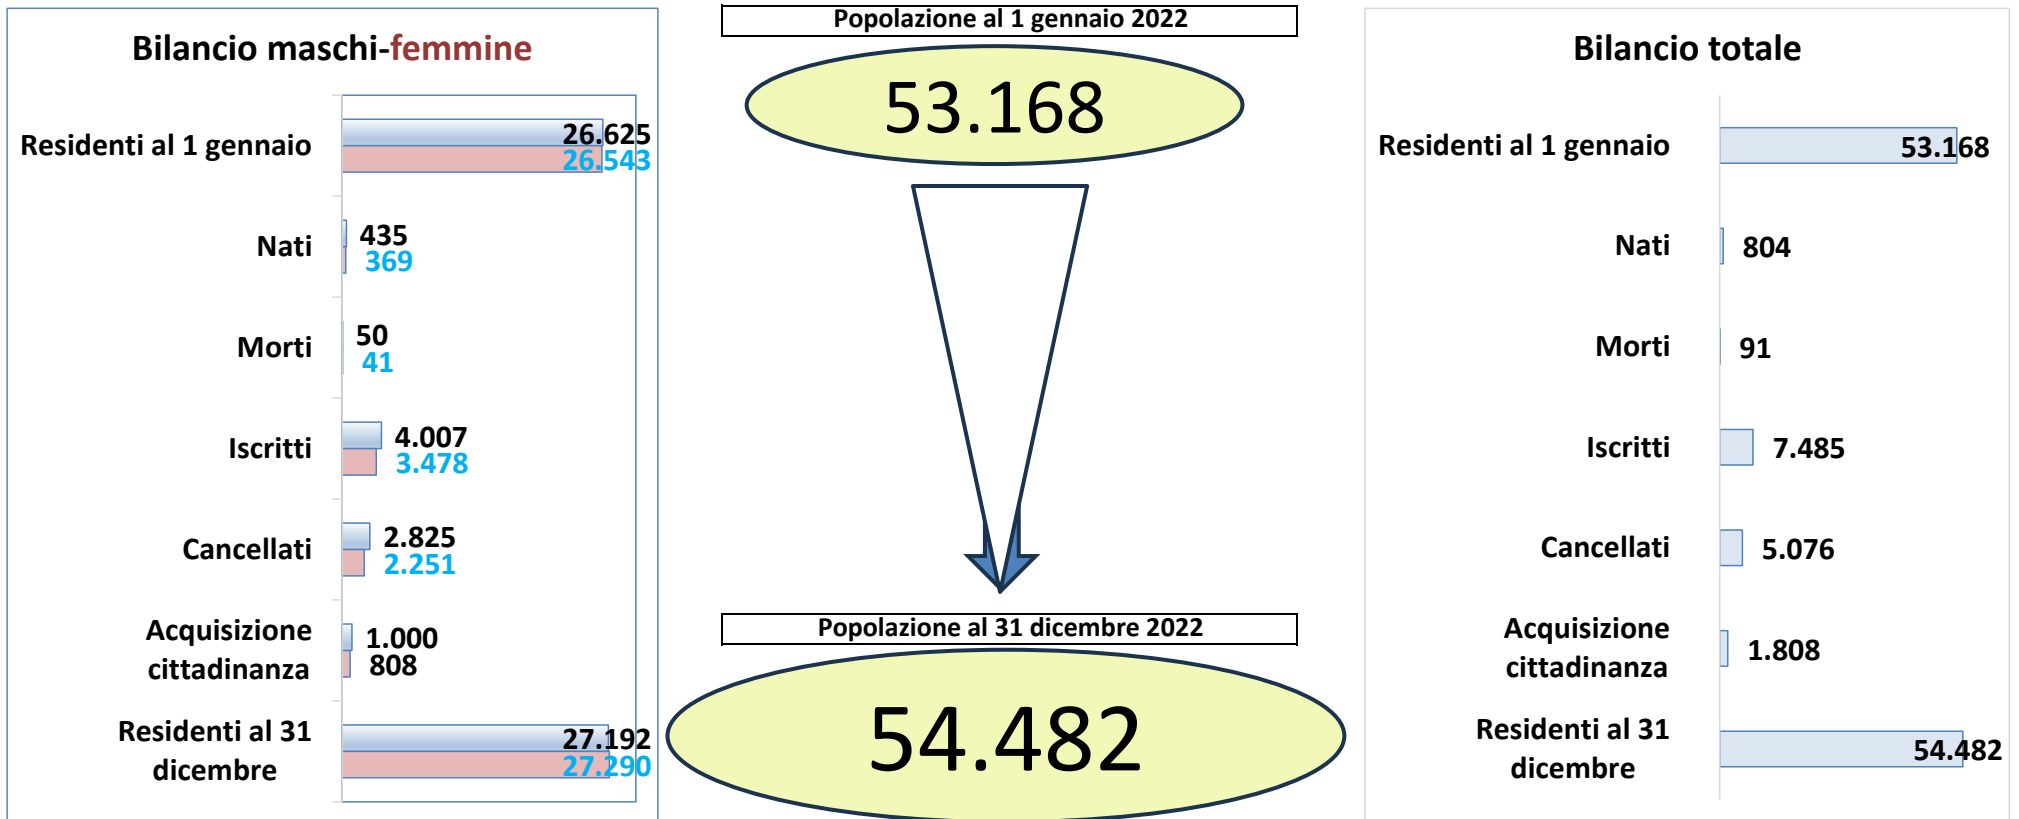 Bilancio maschi-femmine
Residenti al 1 gennaio
26.625
26.543
Nati
435
369
Morti
50
41
Iscritti
4.007
3.478
Cancellati
2.825
2.251
Acquisizione
cittadinanza
1.000
808
Residenti al 31
dicembre
27.192
27.290
Popolazione al 1 gennaio 2022
53.168
Popolazione al 31 dicembre 2022
54.482
Bilancio totale
Residenti al 1 gennaio
53.168
Nati
804
Morti
91
Iscritti
7.485
Cancellati
5.076
Acquisizione
cittadinanza
1.808
Residenti al 31
dicembre
54.482